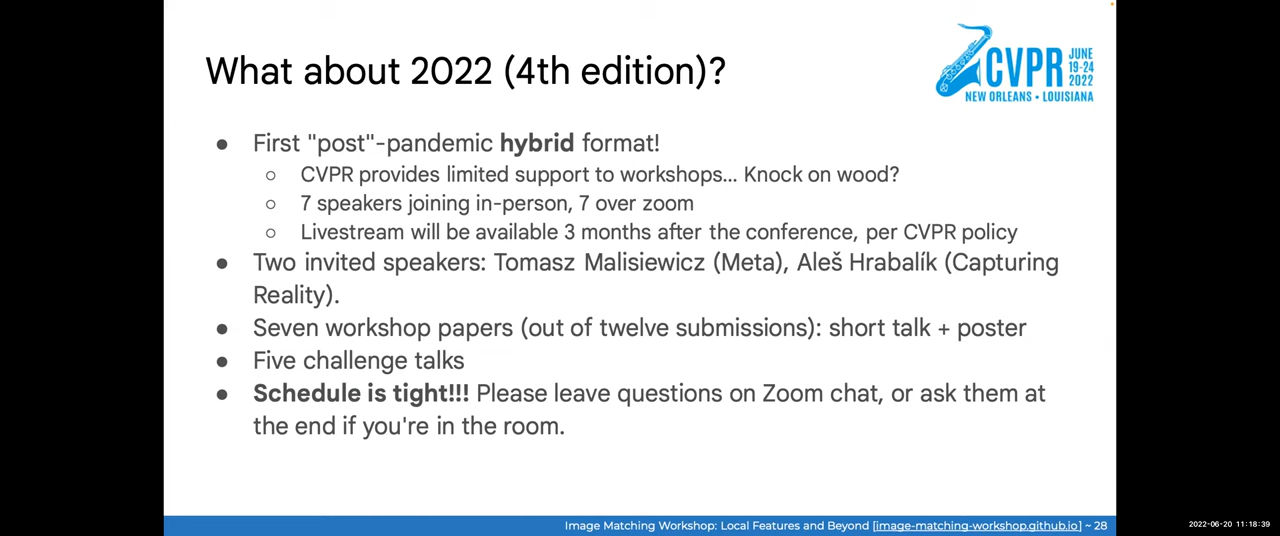 What about 2022 (4th edition)?
CVPR
JUNE
19-24
2022
NEW ORLEANS • LOUISIANA
● First "post"-pandemic hybrid format!
○ CVPR provides limited support to workshops... Knock on wood?
○ 7 speakers joining in-person, 7 over zoom
○ Livestream will be available 3 months after the conference, per CVPR policy
● Two invited speakers: Tomasz Malisiewicz (Meta), Aleš Hrabalík (Capturing
Reality).
● Seven workshop papers (out of twelve submissions): short talk + poster
● Five challenge talks
● Schedule is tight!!! Please leave questions on Zoom chat, or ask them at
the end if you're in the room.
Image Matching Workshop: Local Features and Beyond [image-matching-workshop.github.io] ~ 28
2022-06-20 11:18:39